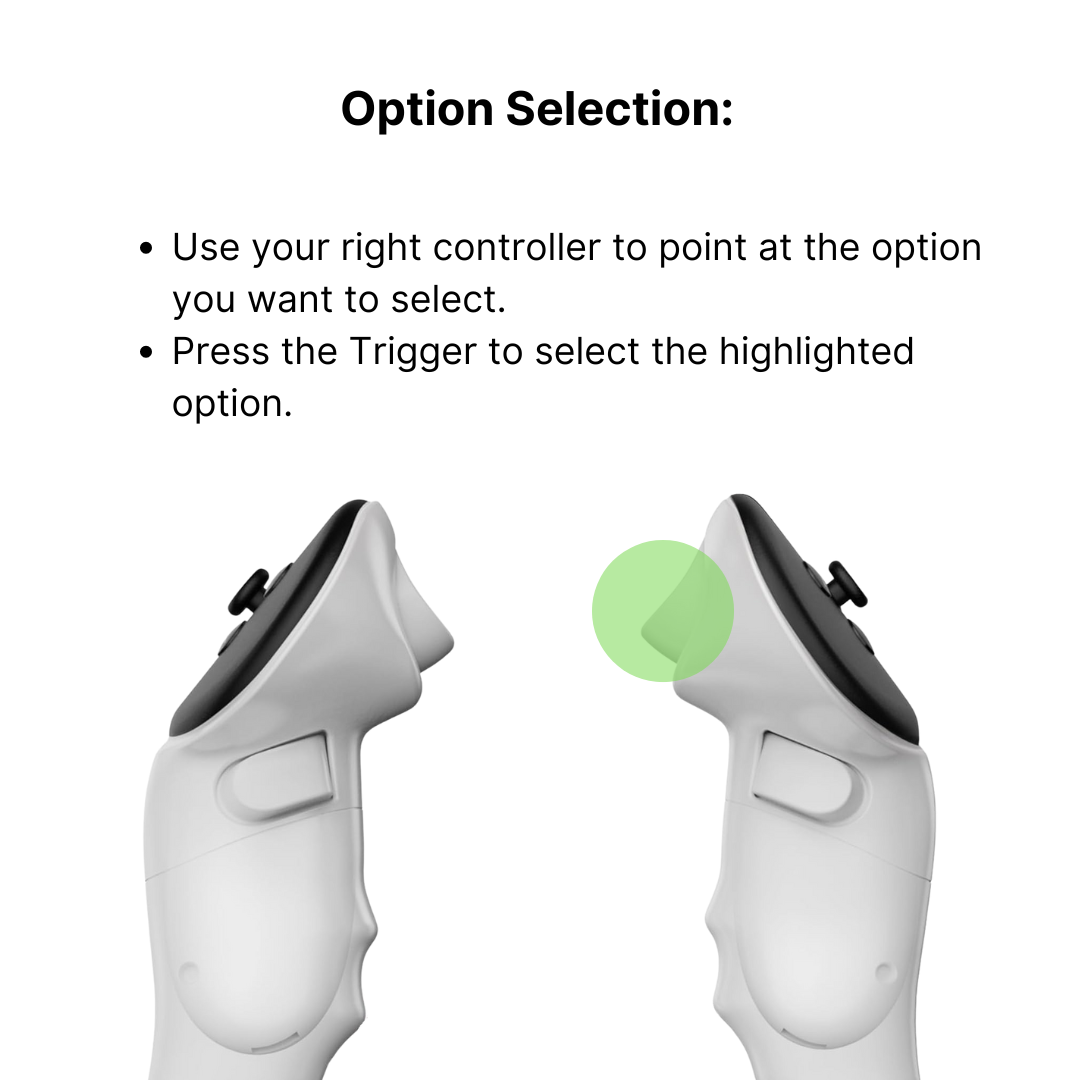 Option Selection:
• Use your right controller to point at the option
you want to select.
• Press the Trigger to select the highlighted
option.